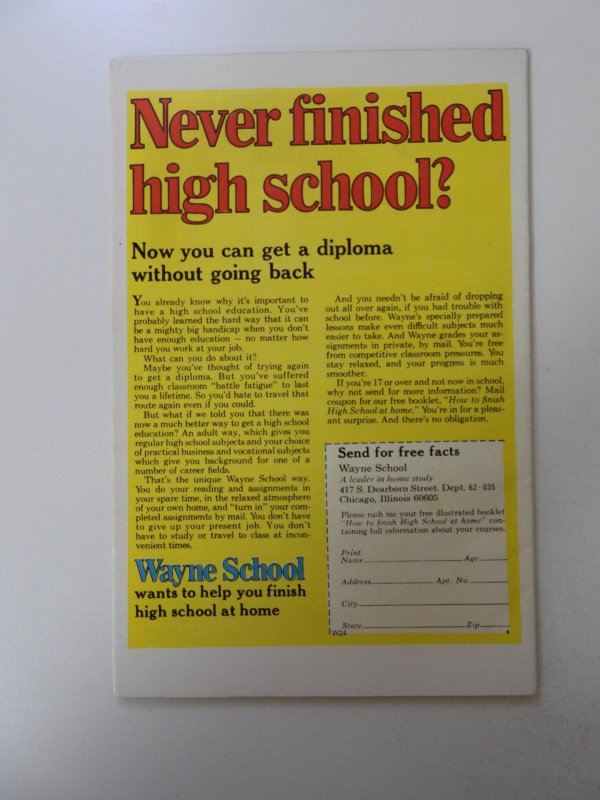 Never finished
high school?
Now you can get a diploma
without going back
You already know why it's important to
have a high school education. You've
probably learned the hard way that it can
be a mighty big handicap when you don't
have enough education — no matter how
hard you work at your job.
What can you do about it?
Maybe you've thought of trying again
to get a diploma. But you've suffered
enough classroom "battle fatigue" to last
you a lifetime. So you'd hate to travel that
route again even if you could.
But what if we told you that there was
now a much better way to get a high school
education? An adult way, which gives you
regular high school subjects and your choice
of practical business and vocational subjects
which give you background for one of a
number of career fields.
That's the unique Wayne School way.
You do your reading and assignments in
your spare time, in the relaxed atmosphere
of your own home, and "turn in" your com-
pleted assignments by mail. You don't have
to give up your present job. You don't
have to study or travel to class at incon-
venient times.
Wayne School
wants to help you finish
high school at home
And you needn't be afraid of dropping
out all over again, if you had trouble with
school before. Wayne's specially prepared
lessons make even difficult subjects much
easier to take. And Wayne grades your as-
signments in private, by mail. You're free
from competitive classroom pressures. You
stay relaxed, and your progress is much
smoother.
If you're 17 or over and not now in school,
why not send for more information? Mail
coupon for our free booklet, "How to finish
High School at home." You're in for a pleas-
ant surprise. And there's no obligation.
Send for free facts
Wayne School
A leader in home study
417 S. Dearborn Street. Dept. 62-035
Chicago, Illinois 60605
Please rush me your free illustrated booklet
"How to finish High School at home" con-
taining full information about your courses.
Print
Name Age
Address Apt. No
City
State Zip
W24 4